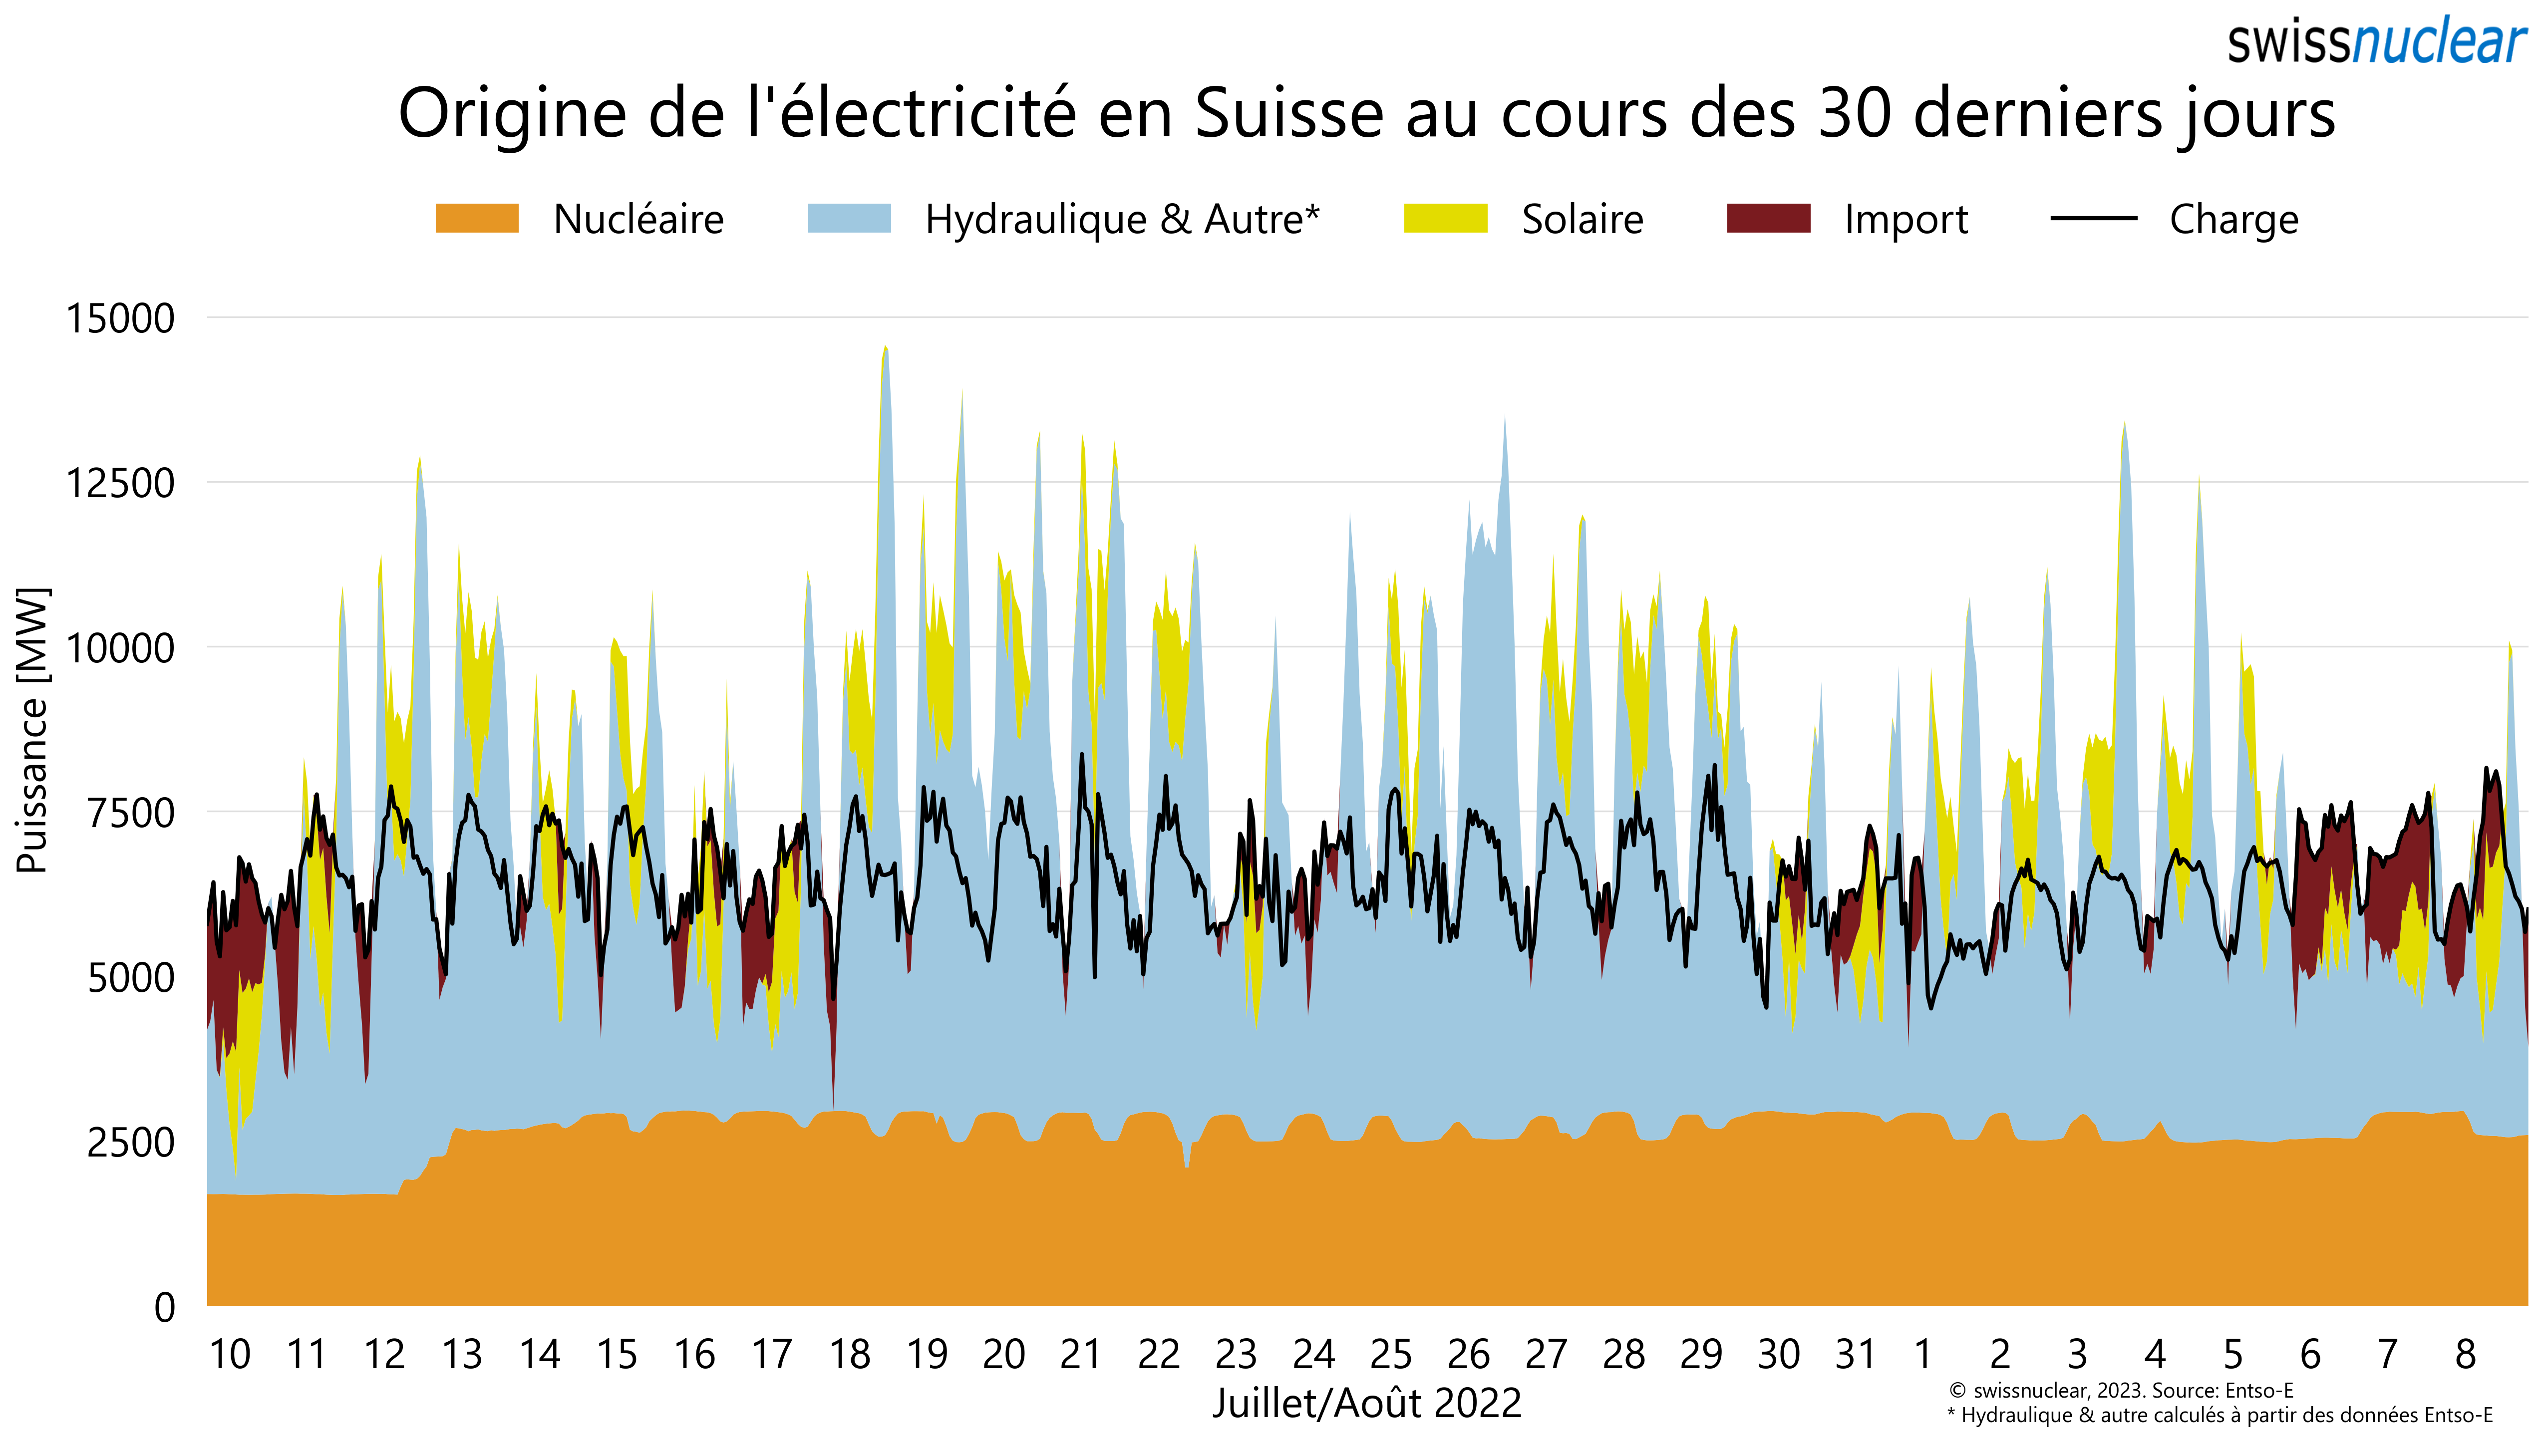 swissnuclear
Origine de l'électricité en Suisse au cours des 30 derniers jours
Nucléaire Hydraulique & Autre* Solaire Import Charge
15000
12500
10000
7500
5000
2500
0
Puissance [MW]
10 11 12 13 14 15 16 17 18 19 20 21 22 23 24 25 26 27 28 29 30 31 1 2 3 4 5 6 7 8
Juillet/Août 2022
© swissnuclear, 2023. Source: Entso-E
* Hydraulique & autre calculés à partir des données Entso-E